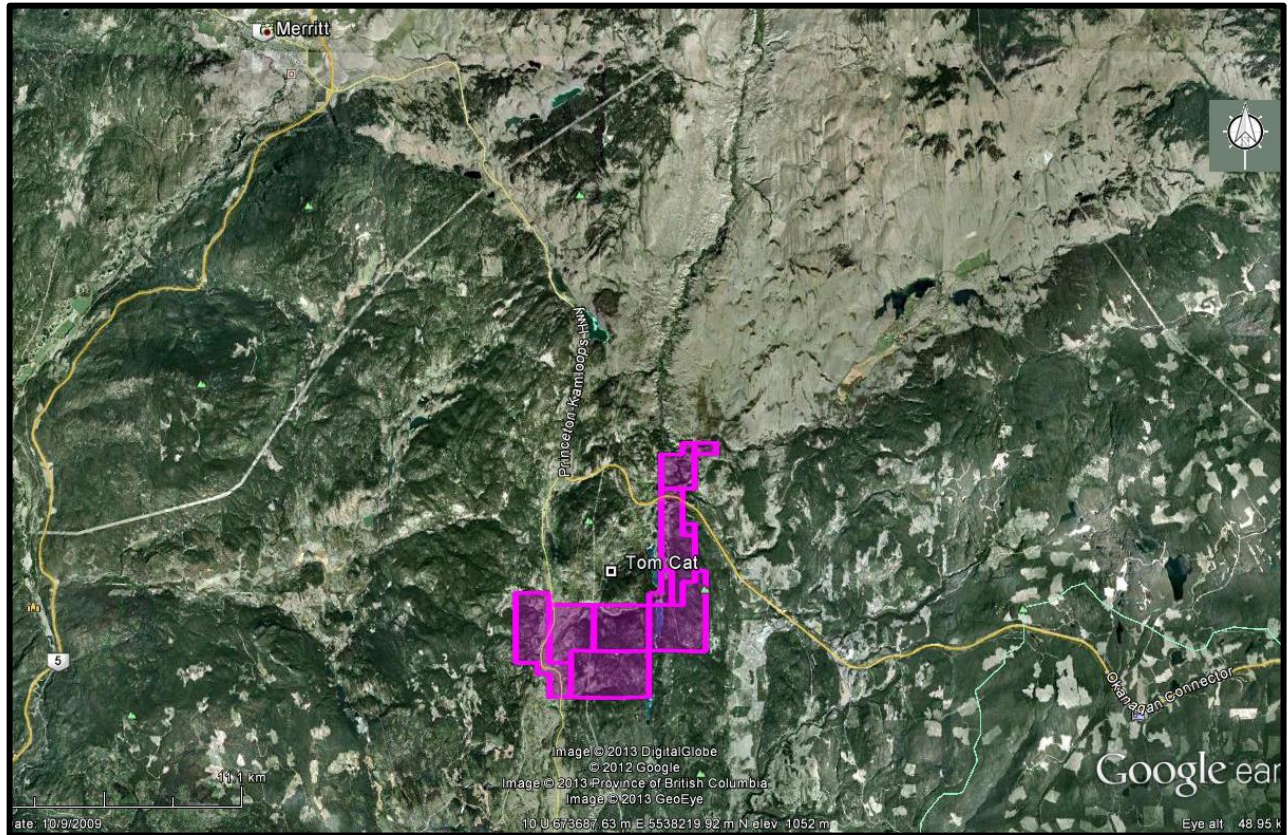 Merritt
Princeton Kamloops Hwy
Tom Cat
5
Okanagan Connector
Image © 2013 DigitalGlobe
© 2012 Google
Image © 2013 Province of British Columbia
Image © 2013 GeoEye
11.1 km
Google ear
ate: 10/9/2009
10 U 673687.63 m E 5538219.92 m N elev 1052 m
Eye alt 48.95 k